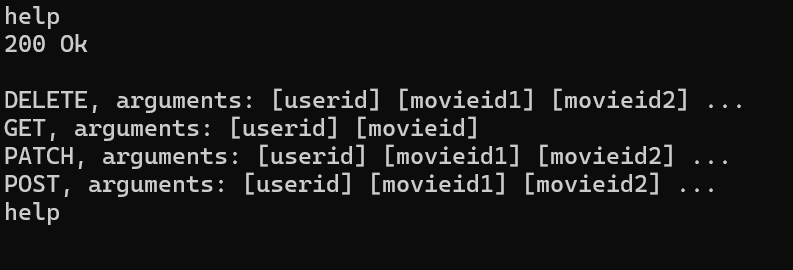 help
200 Ok
DELETE, arguments: [userid] [movieid1] [movieid2] ...
GET, arguments: [userid] [movieid]
PATCH, arguments: [userid] [movieid1] [movieid2] ...
POST, arguments: [userid] [movieid1] [movieid2] ...
help